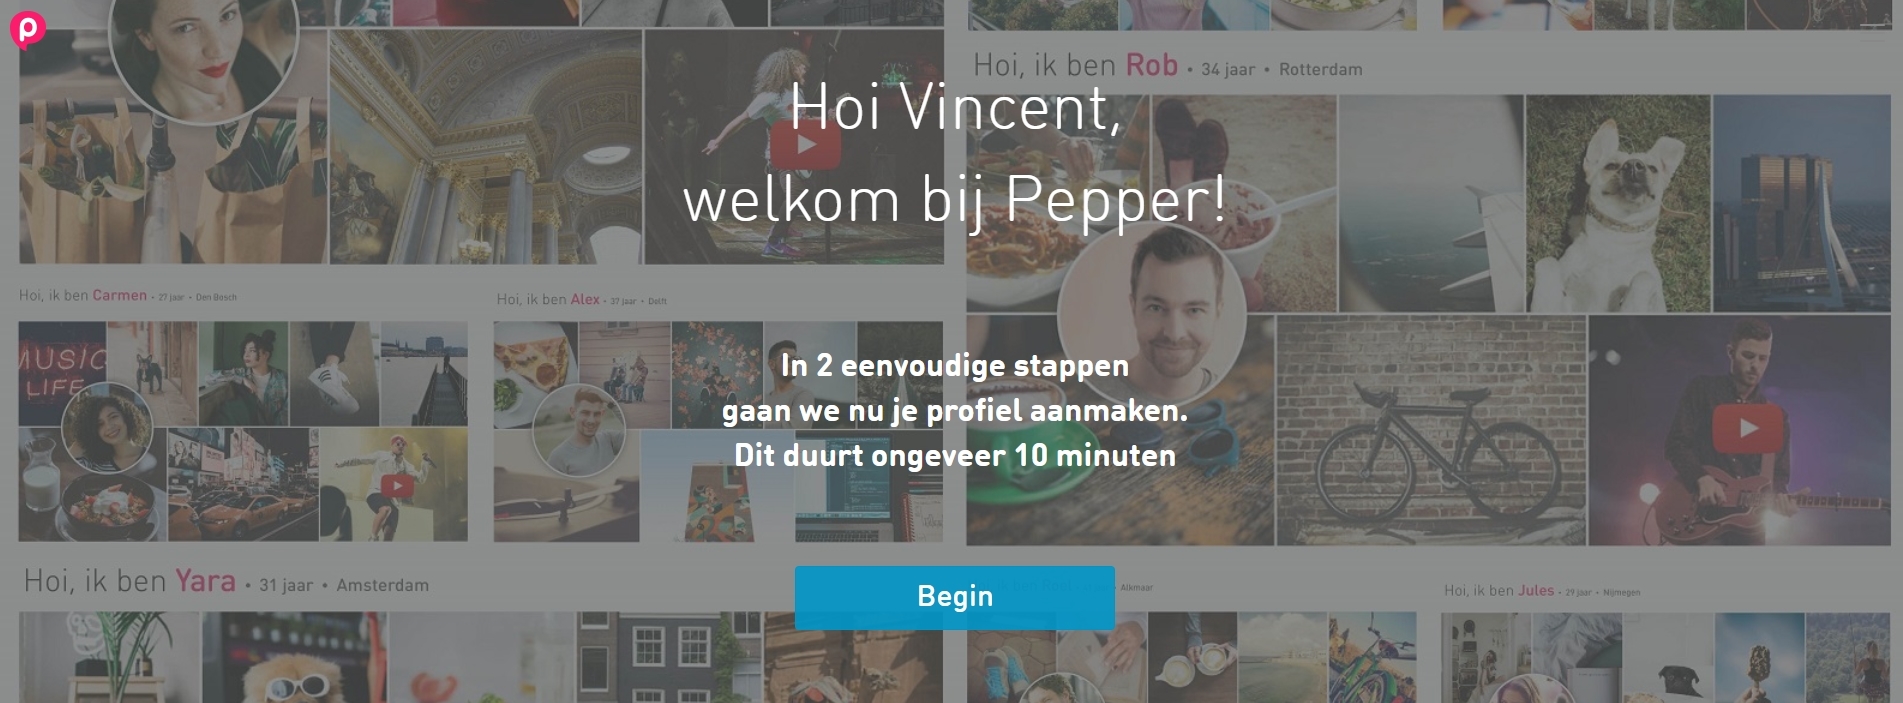 p
Hoi, ik ben Rob • 34 jaar • Rotterdam
Hoi Vincent,
welkom bij Pepper!
Hoi, ik ben Carmen • 27 jaar • Den Bosch
Hoi, ik ben Alex • 37 jaar • Delft
MUSIC
LIFE
In 2 eenvoudige stappen
gaan we nu je profiel aanmaken.
Dit duurt ongeveer 10 minuten
Hoi, ik ben Yara • 31 jaar • Amsterdam
Begin
Alkmaar
Hoi, ik ben Jules • 29 jaar • Nijmegen